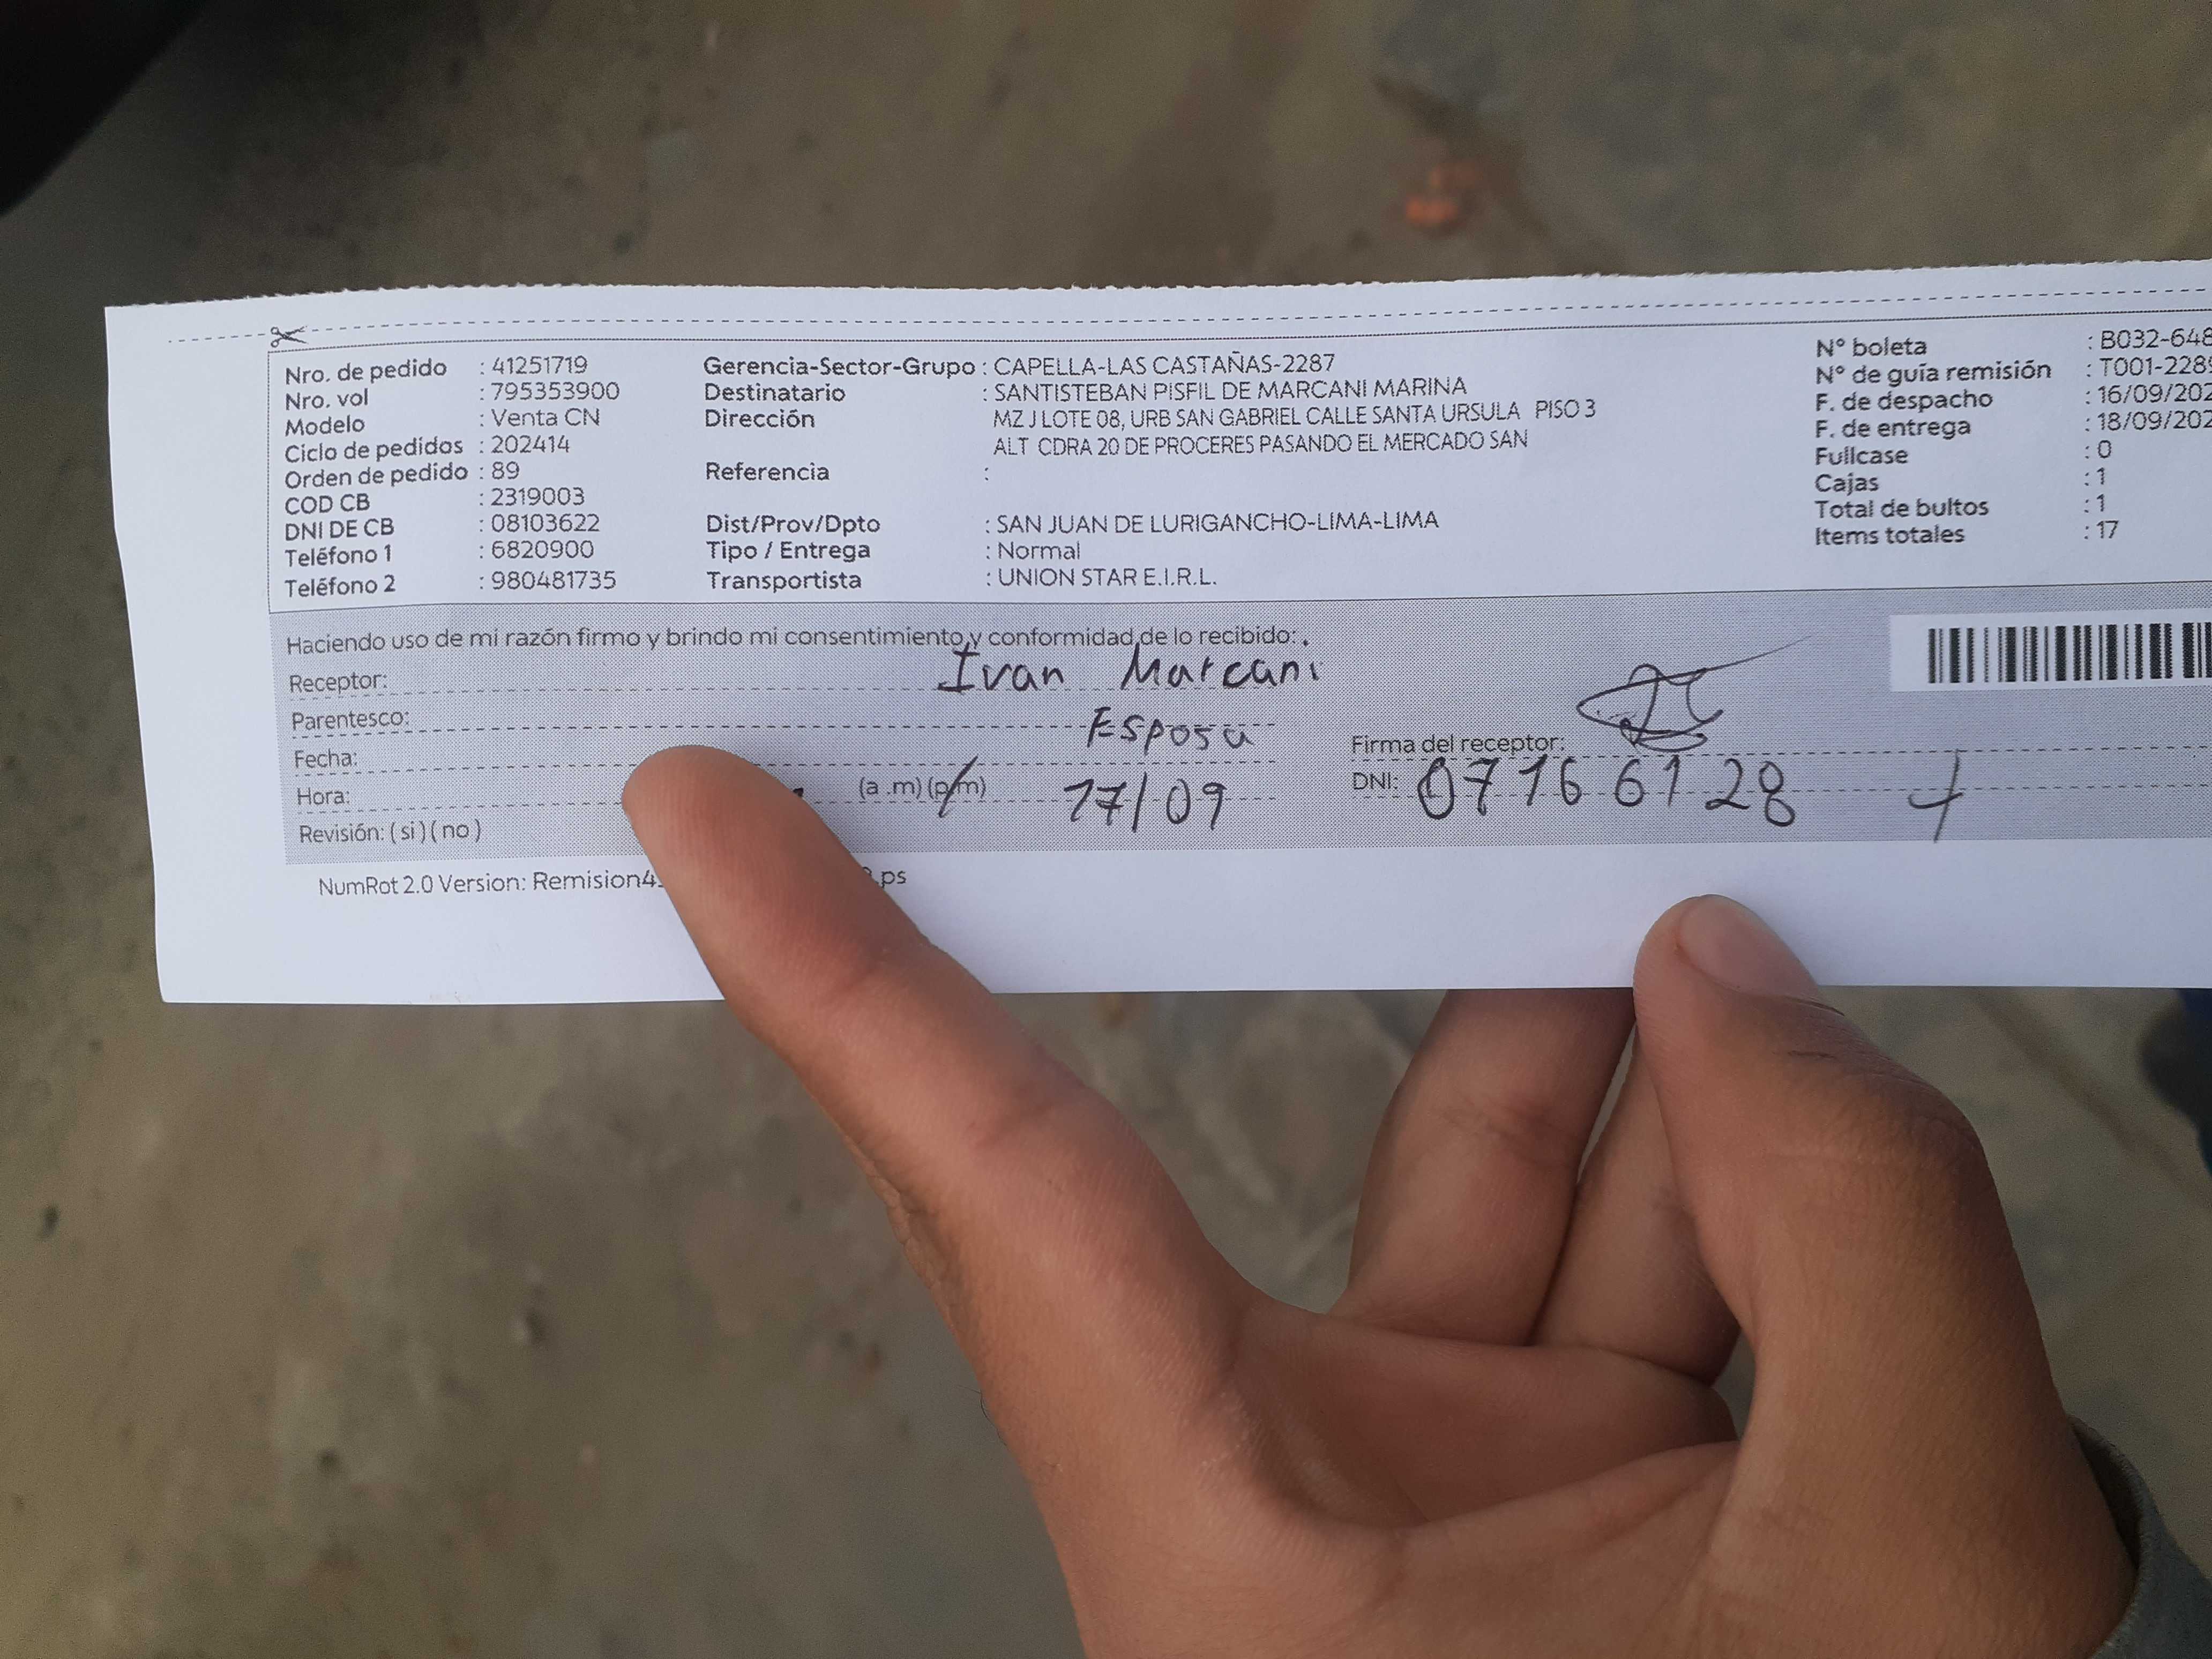 Nro. de pedido : 41251719
Nro. vol : 795353900
Modelo : Venta CN
Ciclo de pedidos : 202414
Orden de pedido : 89
COD CB : 2319003
DNI DE CB : 08103622
Teléfono 1 : 6820900
Teléfono 2 : 980481735
Gerencia-Sector-Grupo : CAPELLA-LAS CASTAÑAS-2287
Destinatario : SANTISTEBAN PISFIL DE MARCANI MARINA
Dirección MZ J LOTE 08, URB SAN GABRIEL CALLE SANTA URSULA PISO 3
ALT CDRA 20 DE PROCERES PASANDO EL MERCADO SAN
Referencia :
Dist/Prov/Dpto : SAN JUAN DE LURIGANCHO-LIMA-LIMA
Tipo / Entrega : Normal
Transportista : UNION STAR E.I.R.L.
N° boleta : B032-648
N° de guía remisión : T001-228
F. de despacho : 16/09/202
F. de entrega : 18/09/202
Fullcase : 0
Cajas : 1
Total de bultos : 1
Items totales : 17
Haciendo uso de mi razón firmo y brindo mi consentimiento y conformidad de lo recibido:
Receptor: Ivan Marcani
Parentesco: Esposo
Fecha:
Firma del receptor:
Hora: (a .m) (p.m) 17/09
DNI: 07166128
Revisión: ( si ) ( no )
NumRot 2.0 Version: Remision4 .ps